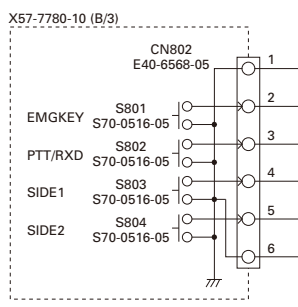 X57-7780-10 (B/3)
CN802
E40-6568-05
1
2
EMGKEY
S801
S70-0516-05
3
PTT/RXD
S802
S70-0516-05
4
SIDE1
S803
S70-0516-05
5
SIDE2
S804
S70-0516-05
6